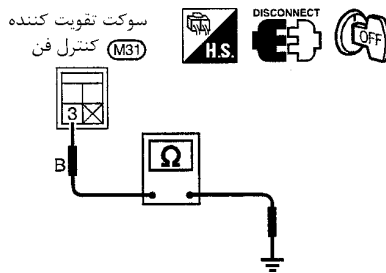 سوکت تقویت کننده
کنترل فن M31
H.S.
DISCONNECT
OFF
3
B
Ω